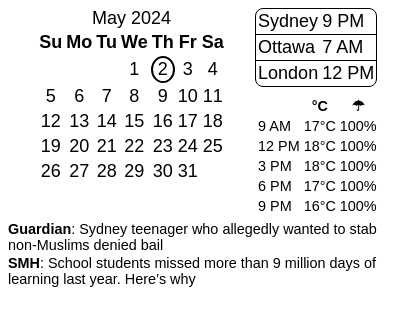 May 2024
Su Mo Tu We Th Fr Sa
1 2 3 4
5 6 7 8 9 10 11
12 13 14 15 16 17 18
19 20 21 22 23 24 25
26 27 28 29 30 31
Sydney 9 PM
Ottawa 7 AM
London 12 PM
°C ☂
9 AM 17°C 100%
12 PM 18°C 100%
3 PM 18°C 100%
6 PM 17°C 100%
9 PM 16°C 100%
Guardian: Sydney teenager who allegedly wanted to stab
non-Muslims denied bail
SMH: School students missed more than 9 million days of
learning last year. Here’s why